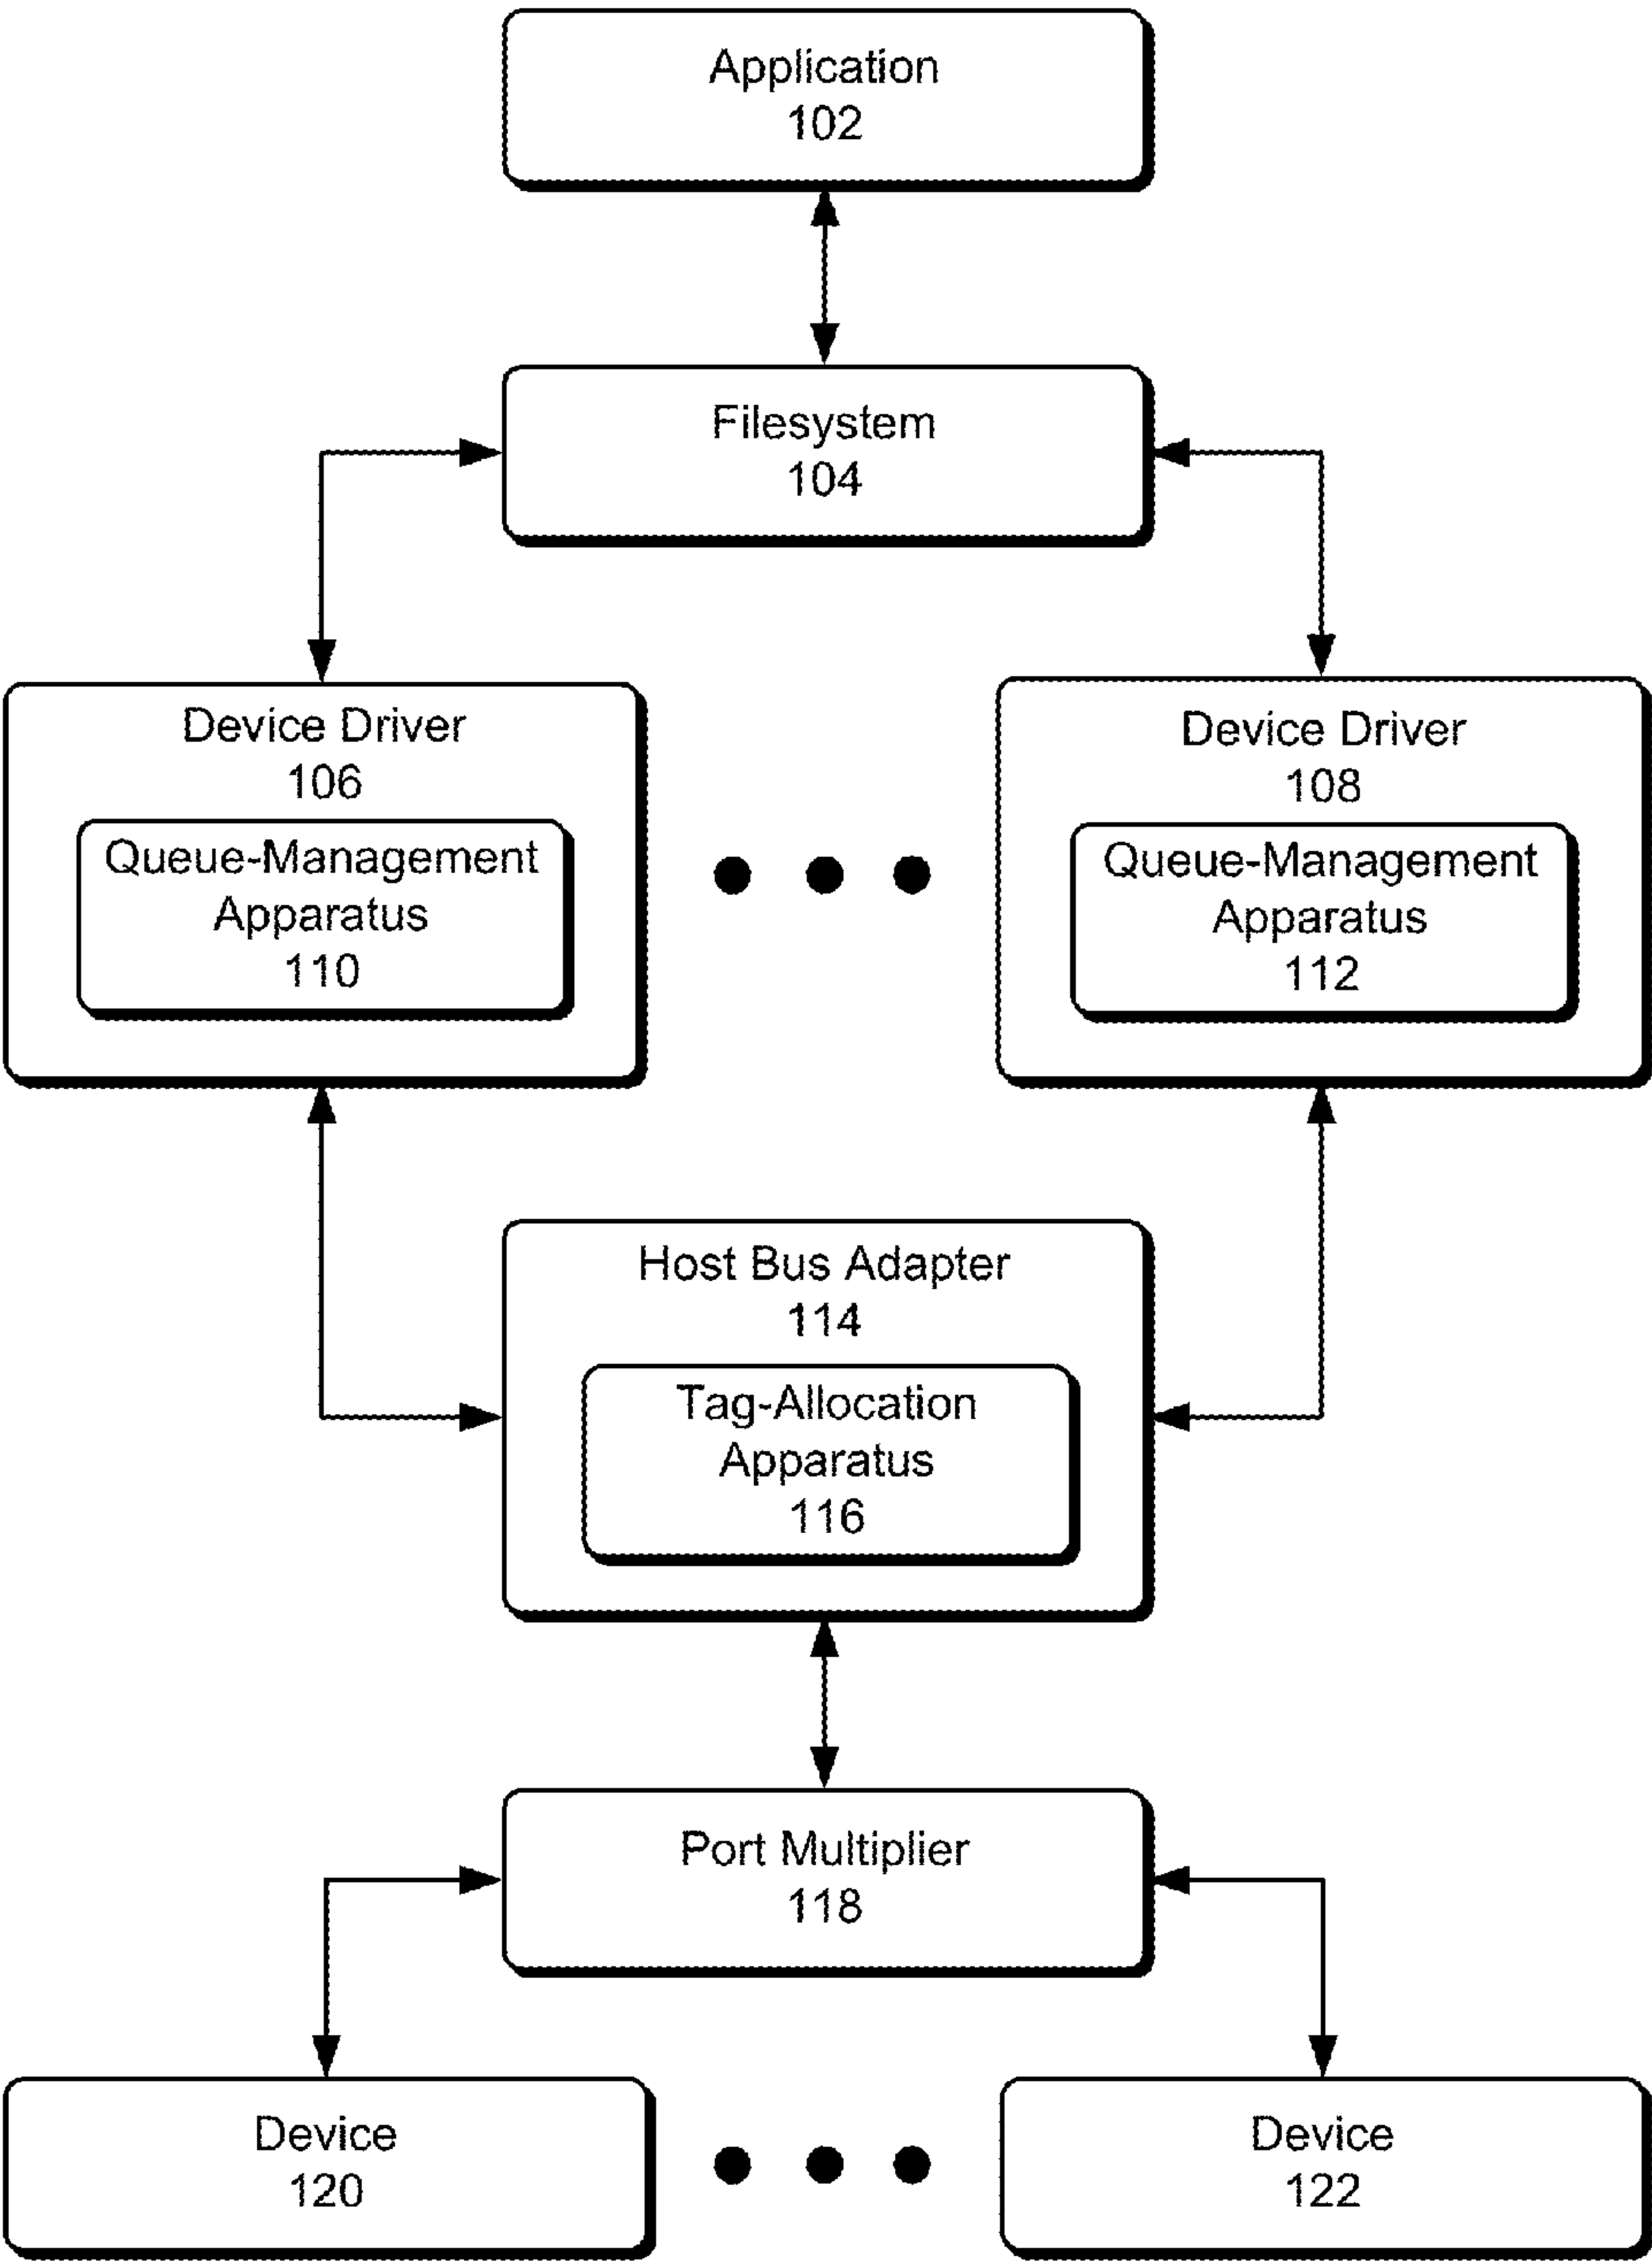 Application
102
Filesystem
104
Device Driver
106
Queue-Management
Apparatus
110
Device Driver
108
Queue-Management
Apparatus
112
Host Bus Adapter
114
Tag-Allocation
Apparatus
116
Port Multiplier
118
Device
120
Device
122